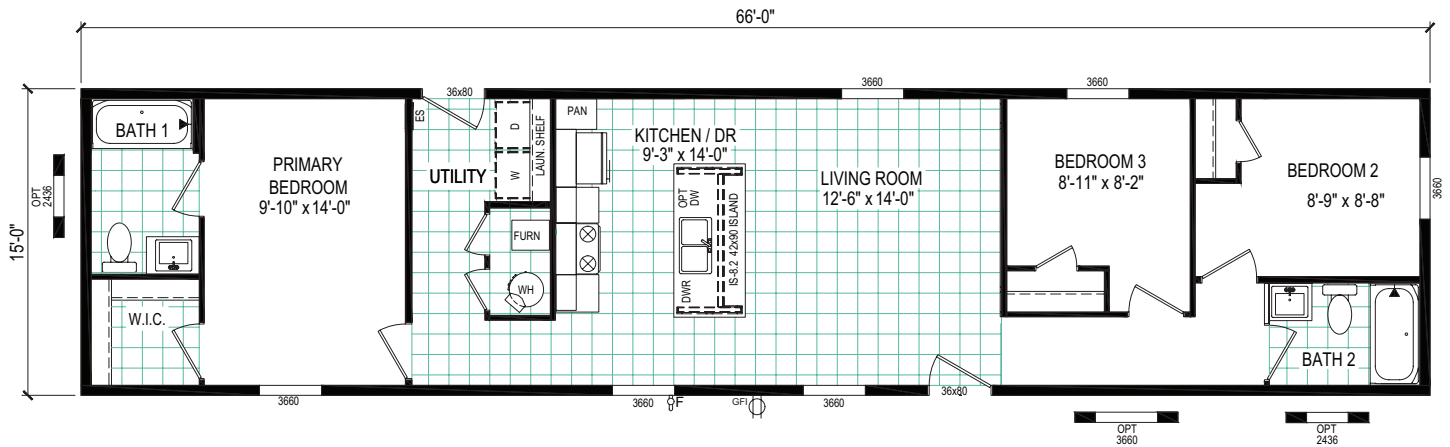 66'-0"
15'-0"
OPT
2436
BATH 1
PRIMARY
BEDROOM
9'-10" x 14'-0"
W.I.C.
3660
36x80
ES
UTILITY
D
W
LAUN. SHELF
FURN
WH
PAN
KITCHEN / DR
9'-3" x 14'-0"
OPT
DW
DWR
IS-8.2 42x90 ISLAND
3660
F
GFI
3660
3660
LIVING ROOM
12'-6" x 14'-0"
36x80
3660
BEDROOM 3
8'-11" x 8'-2"
BEDROOM 2
8'-9" x 8'-8"
3660
BATH 2
OPT
3660
OPT
2436